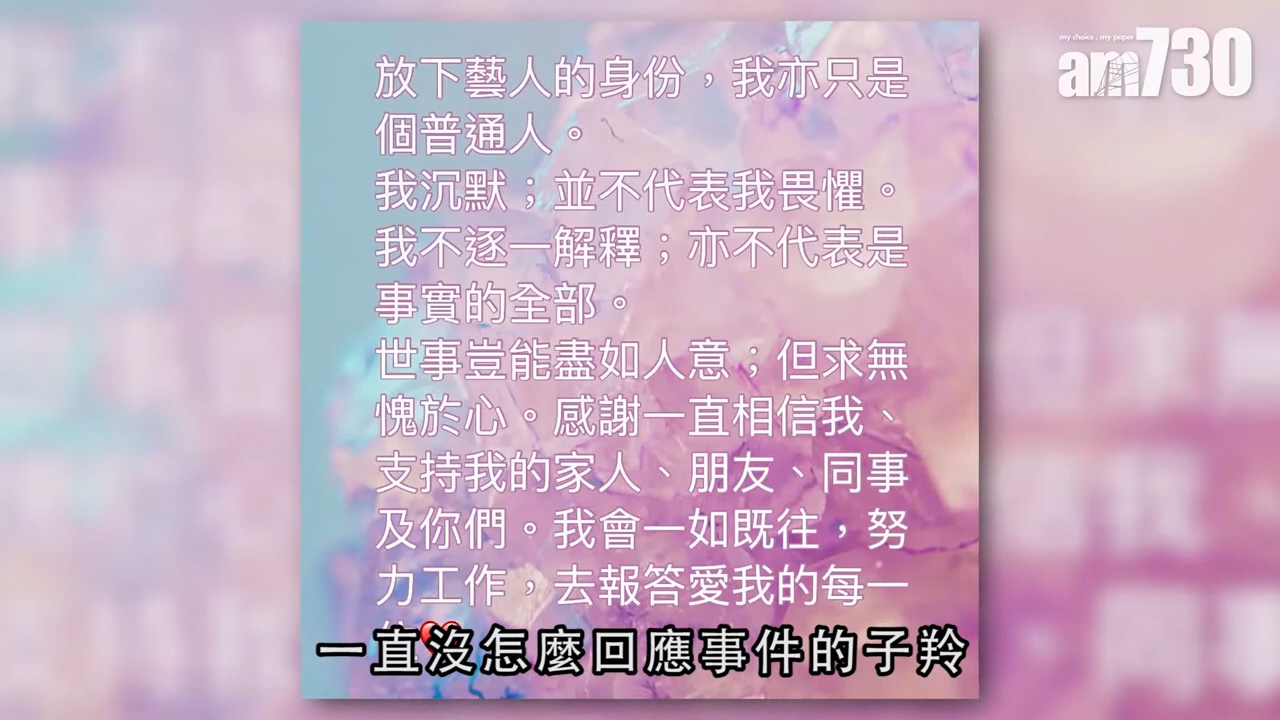 my choice . my paper
am730
放下藝人的身份，我亦只是
個普通人。
我沉默；並不代表我畏懼。
我不逐一解釋；亦不代表是
事實的全部。
世事豈能盡如人意；但求無
愧於心。感謝一直相信我、
支持我的家人、朋友、同事
及你們。我會一如既往，努
力工作，去報答愛我的每一
一直沒怎麼回應事件的子羚